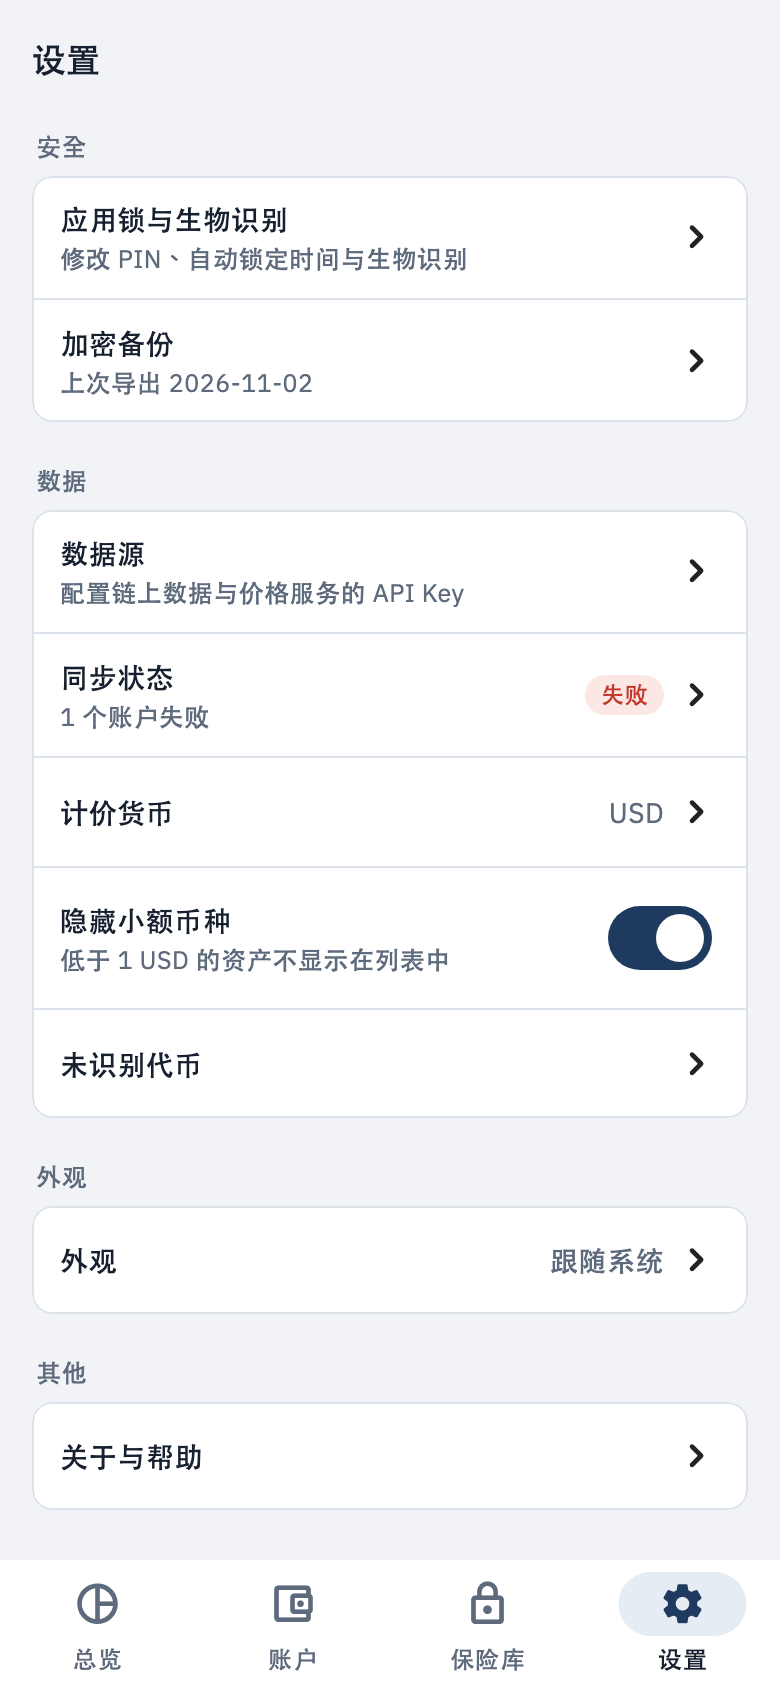 设置
安全
应用锁与生物识别
修改 PIN、自动锁定时间与生物识别
加密备份
上次导出 2026-11-02
数据
数据源
配置链上数据与价格服务的 API Key
同步状态
失败
1 个账户失败
计价货币
USD
隐藏小额币种
低于 1 USD 的资产不显示在列表中
未识别代币
外观
外观
跟随系统
其他
关于与帮助
总览
账户
保险库
设置